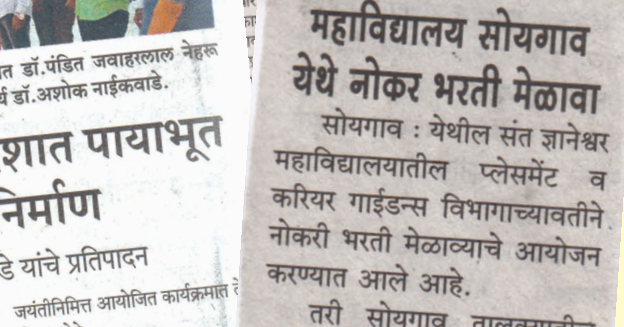 त डॉ.पंडित जवाहरलाल नेहरू
र्य डॉ.अशोक नाईकवाडे.
शात पायाभूत
निर्माण
डे यांचे प्रतिपादन
जयंतीनिमित्त आयोजित कार्यक्रमात ते
महाविद्यालय सोयगाव
येथे नोकर भरती मेळावा
सोयगाव : येथील संत ज्ञानेश्वर
महाविद्यालयातील प्लेसमेंट व
करियर गाईडन्स विभागाच्यावतीने
नोकरी भरती मेळाव्याचे आयोजन
करण्यात आले आहे.
तरी सोयगाव